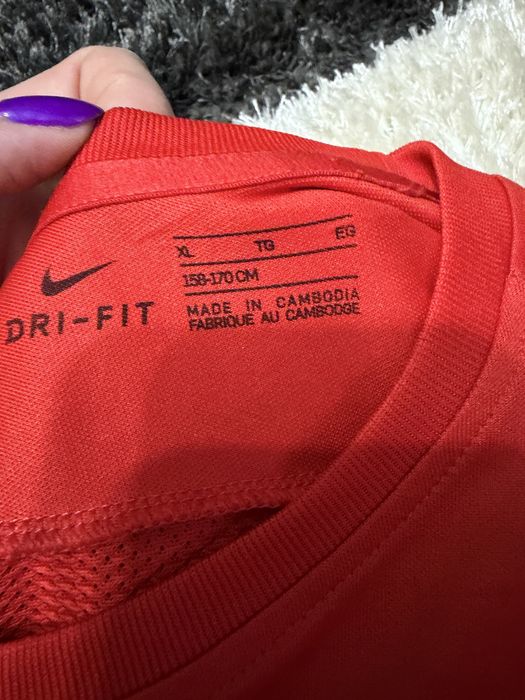 DRI-FIT
XL TG EG
158-170 CM
MADE IN CAMBODIA
FABRIQUE AU CAMBODGE